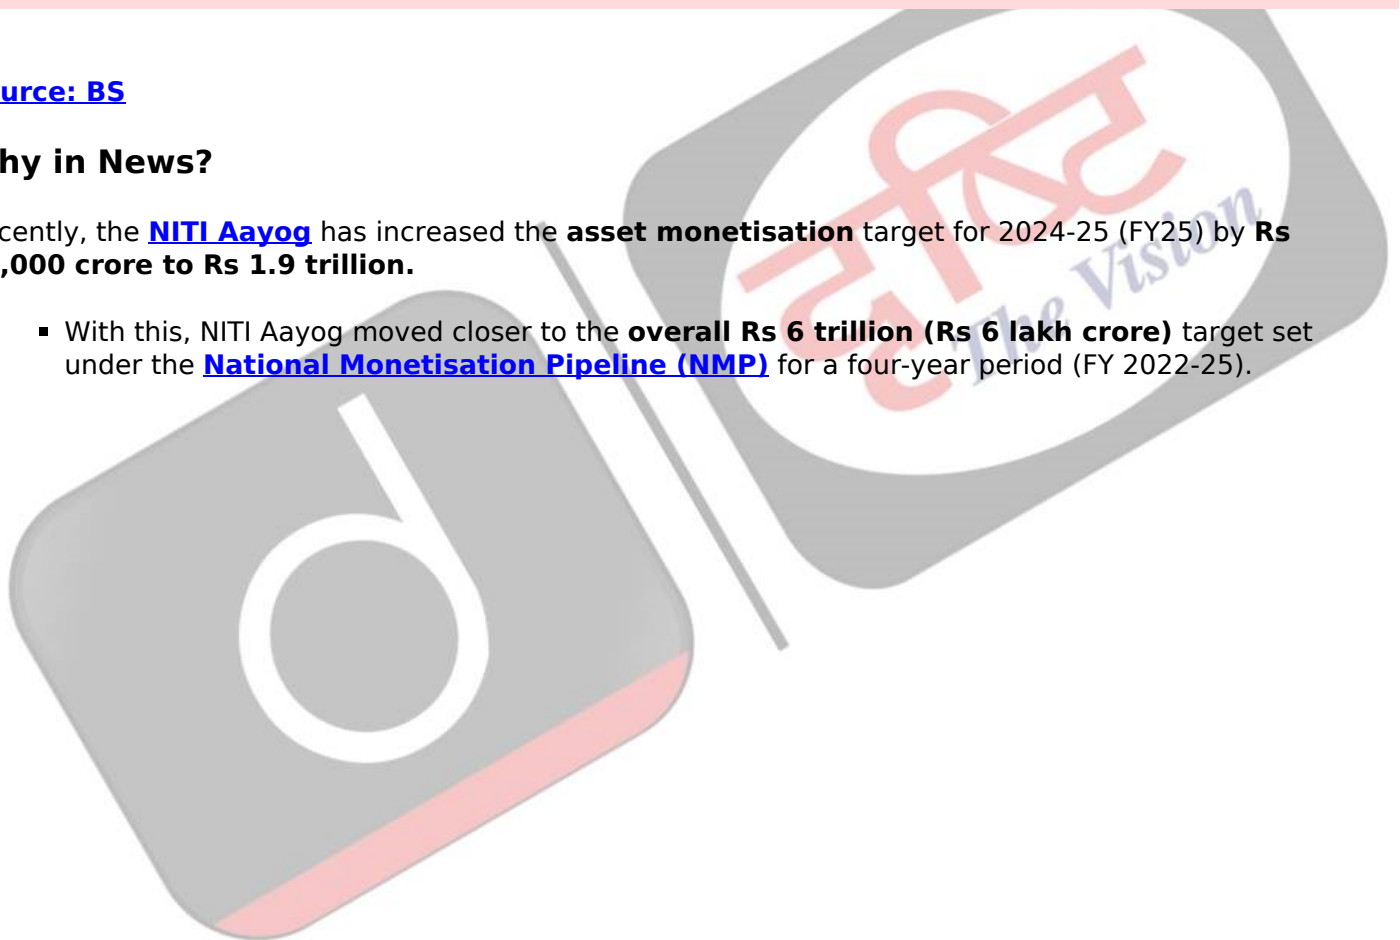 urce: BS
hy in News?
cently, the NITI Aayog has increased the asset monetisation target for 2024-25 (FY25) by Rs
,000 crore to Rs 1.9 trillion.
▪ With this, NITI Aayog moved closer to the overall Rs 6 trillion (Rs 6 lakh crore) target set
under the National Monetisation Pipeline (NMP) for a four-year period (FY 2022-25).
दृष्टि
The Vision